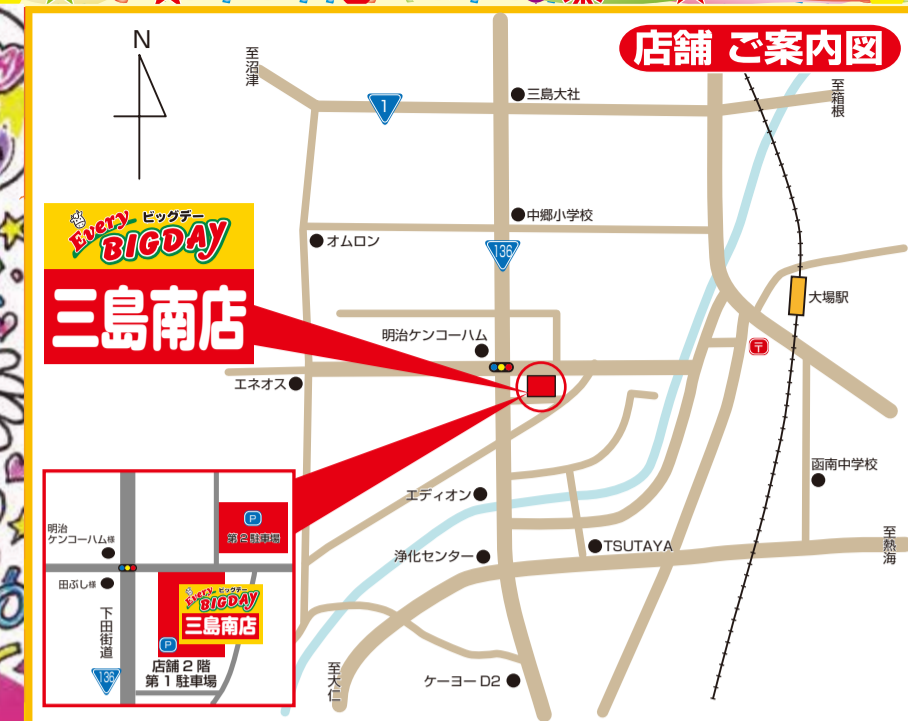 店舗 ご案内図
N
至沼津
1
三島大社
至箱根
中郷小学校
オムロン
136
Every ビッグデー
BIGDAY
三島南店
大場駅
明治ケンコーハム
〒
エネオス
函南中学校
エディオン
浄化センター
TSUTAYA
至熱海
至大仁
ケーヨーD2
P
第2駐車場
明治
ケンコーハム様
田ぶし様
Every ビッグデー
BIGDAY
三島南店
下田街道
P
店舗2階
第1駐車場
136